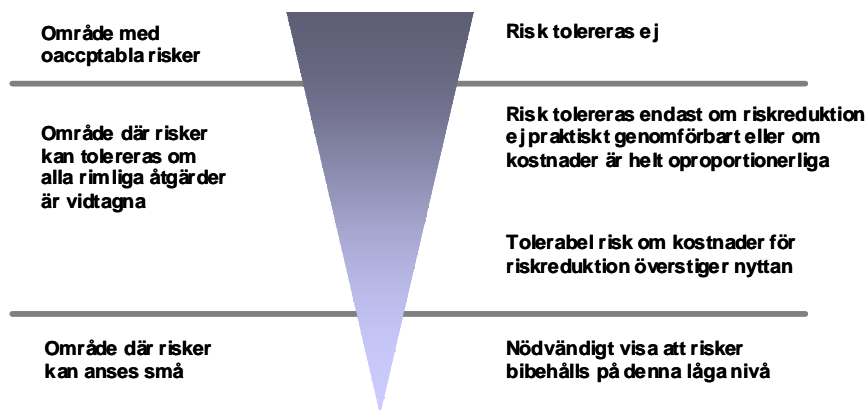 Område med
oaccptabla risker
Risk tolereras ej
Område där risker
kan tolereras om
alla rimliga åtgärder
är vidtagna
Risk tolereras endast om riskreduktion
ej praktiskt genomförbart eller om
kostnader är helt oproportionerliga
Tolerabel risk om kostnader för
riskreduktion överstiger nyttan
Område där risker
kan anses små
Nödvändigt visa att risker
bibehålls på denna låga nivå